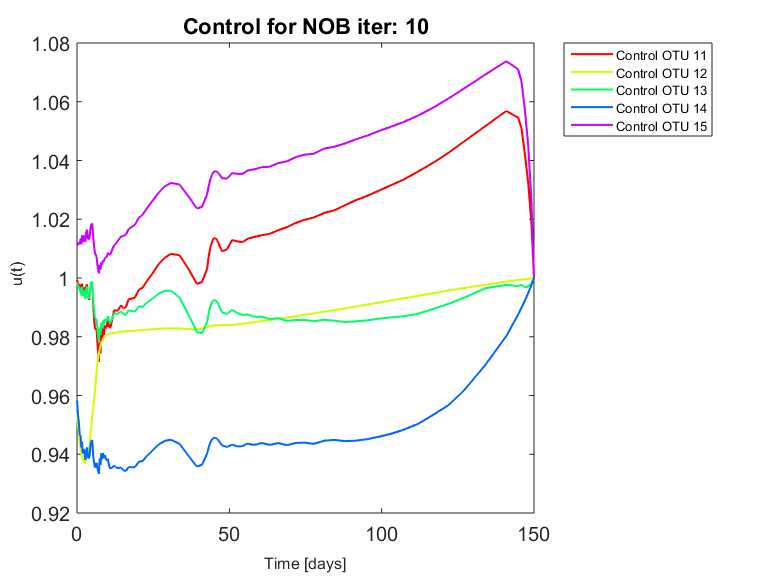 Control for NOB iter: 10
1.08
1.06
1.04
1.02
1
0.98
0.96
0.94
0.92
u(t)
0
50
100
150
Time [days]
Control OTU 11
Control OTU 12
Control OTU 13
Control OTU 14
Control OTU 15